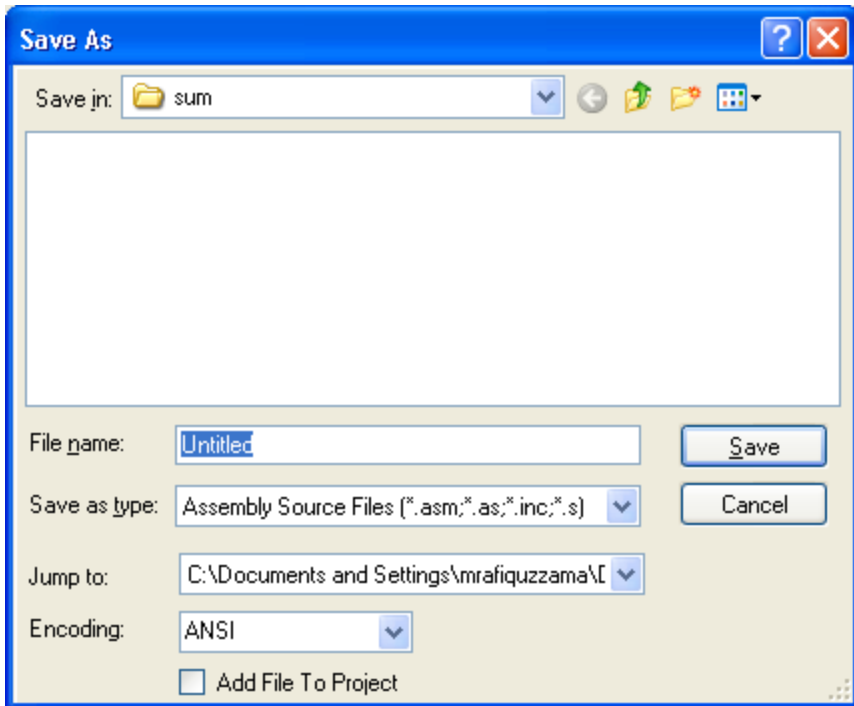 Save As
Save in: sum
File name: Untitled Save
Save as type: Assembly Source Files (*.asm;*.as;*.inc;*.s) Cancel
Jump to: C:\Documents and Settings\mrafiquzzama\D
Encoding: ANSI
Add File To Project